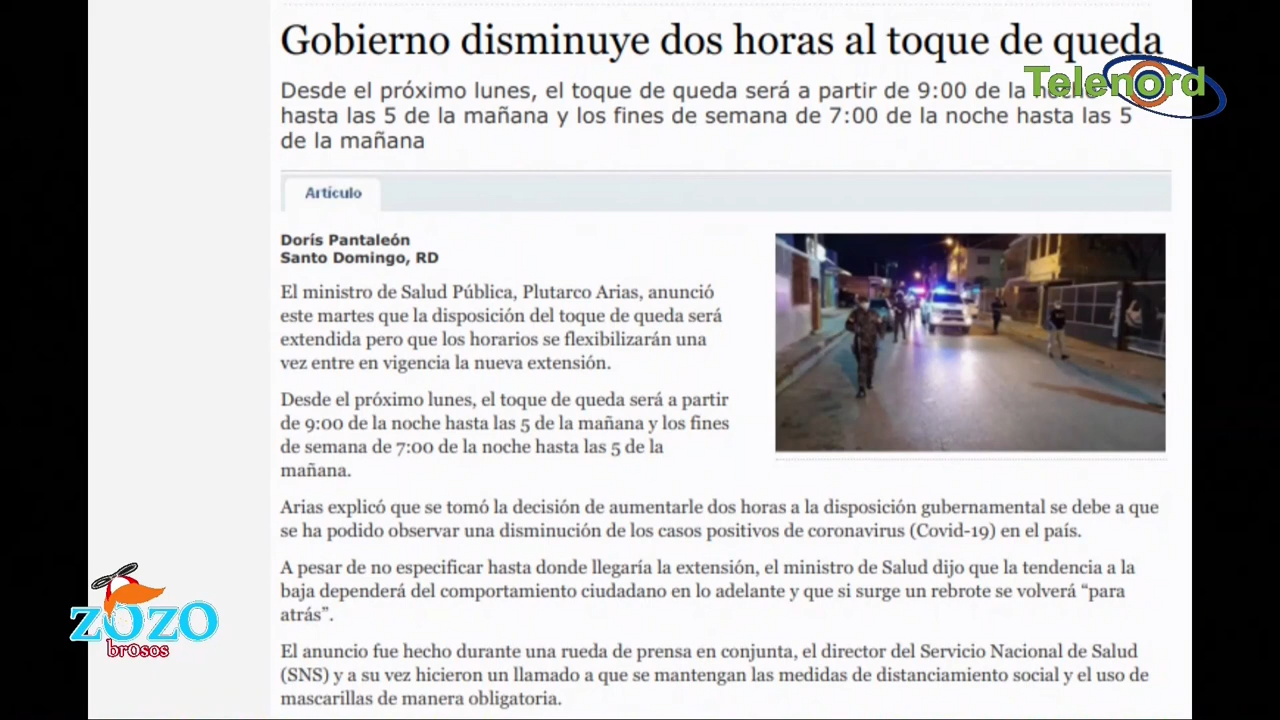 Gobierno disminuye dos horas al toque de queda
Telenord
Desde el próximo lunes, el toque de queda será a partir de 9:00 de la noche
hasta las 5 de la mañana y los fines de semana de 7:00 de la noche hasta las 5
de la mañana
Artículo
Dorís Pantaleón
Santo Domingo, RD
El ministro de Salud Pública, Plutarco Arias, anunció
este martes que la disposición del toque de queda será
extendida pero que los horarios se flexibilizarán una
vez entre en vigencia la nueva extensión.
Desde el próximo lunes, el toque de queda será a partir
de 9:00 de la noche hasta las 5 de la mañana y los fines
de semana de 7:00 de la noche hasta las 5 de la
mañana.
Arias explicó que se tomó la decisión de aumentarle dos horas a la disposición gubernamental se debe a que
se ha podido observar una disminución de los casos positivos de coronavirus (Covid-19) en el país.
A pesar de no especificar hasta donde llegaría la extensión, el ministro de Salud dijo que la tendencia a la
baja dependerá del comportamiento ciudadano en lo adelante y que si surge un rebrote se volverá “para
atrás”.
El anuncio fue hecho durante una rueda de prensa en conjunta, el director del Servicio Nacional de Salud
(SNS) y a su vez hicieron un llamado a que se mantengan las medidas de distanciamiento social y el uso de
mascarillas de manera obligatoria.
ZOZO
brosos